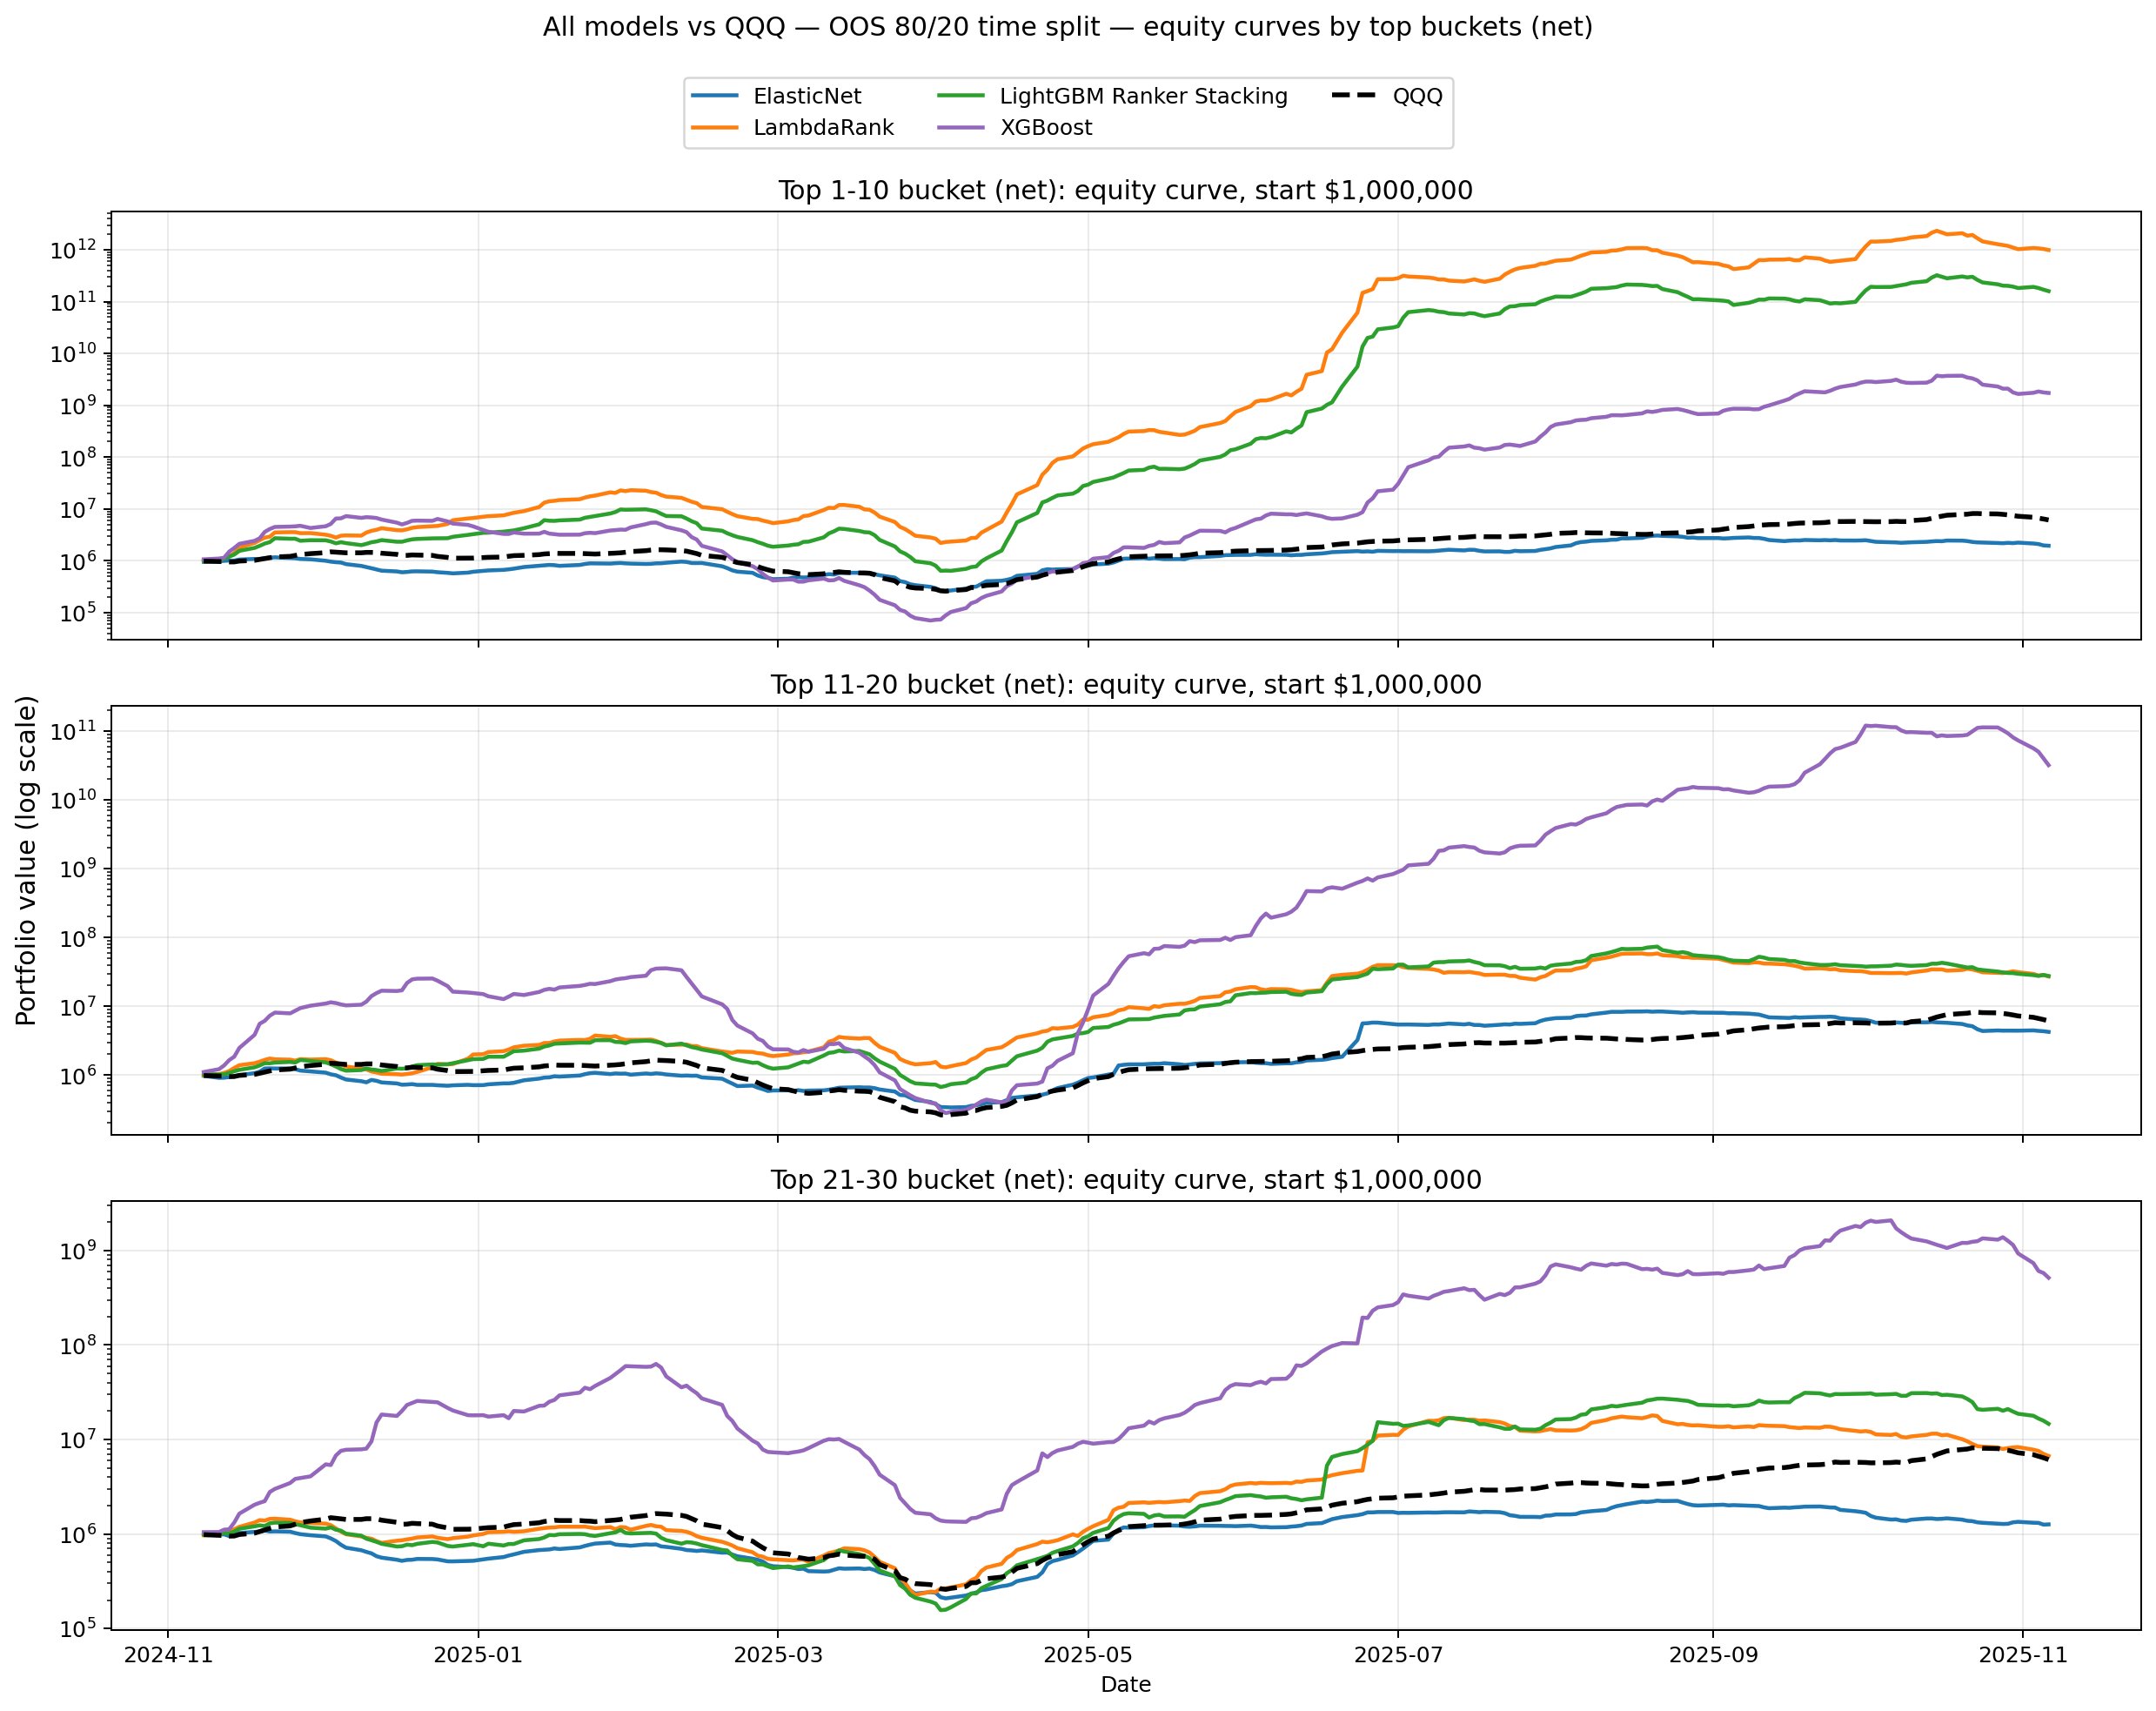 All models vs QQQ — OOS 80/20 time split — equity curves by top buckets (net)
ElasticNet
LambdaRank
LightGBM Ranker Stacking
XGBoost
QQQ
Portfolio value (log scale)
Top 1-10 bucket (net): equity curve, start $1,000,000
10¹²
10¹¹
10¹⁰
10⁹
10⁸
10⁷
10⁶
10⁵
Top 11-20 bucket (net): equity curve, start $1,000,000
10¹¹
10¹⁰
10⁹
10⁸
10⁷
10⁶
Top 21-30 bucket (net): equity curve, start $1,000,000
10⁹
10⁸
10⁷
10⁶
10⁵
2024-11 2025-01 2025-03 2025-05 2025-07 2025-09 2025-11
Date